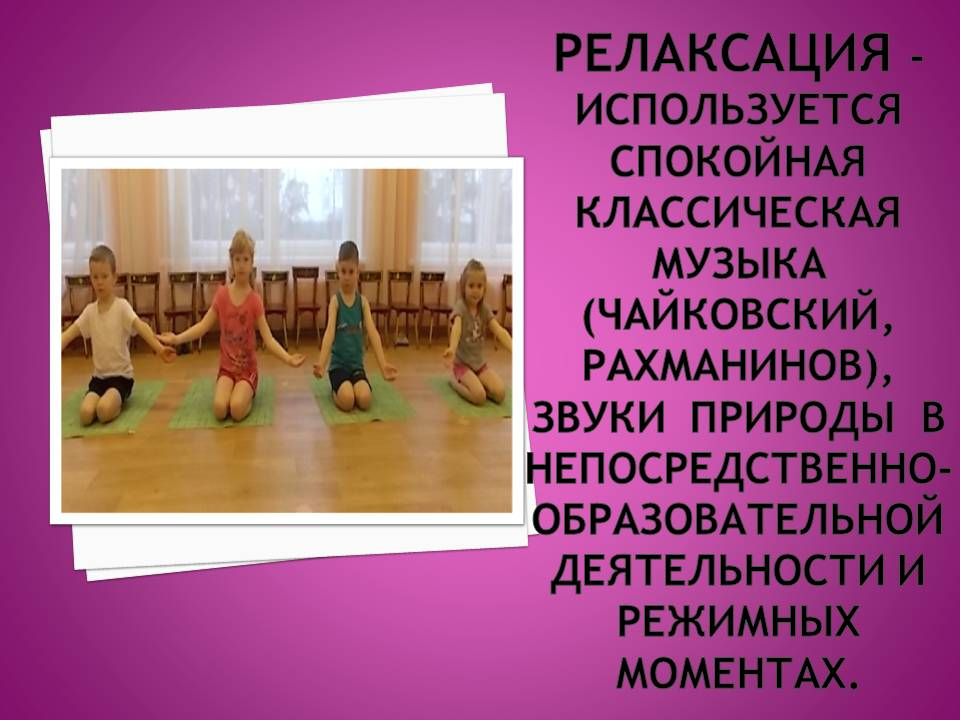 РЕЛАКСАЦИЯ -
ИСПОЛЬЗУЕТСЯ
СПОКОЙНАЯ
КЛАССИЧЕСКАЯ
МУЗЫКА
(ЧАЙКОВСКИЙ,
РАХМАНИНОВ),
ЗВУКИ ПРИРОДЫ В
НЕПОСРЕДСТВЕННО-
ОБРАЗОВАТЕЛЬНОЙ
ДЕЯТЕЛЬНОСТИ И
РЕЖИМНЫХ
МОМЕНТАХ.